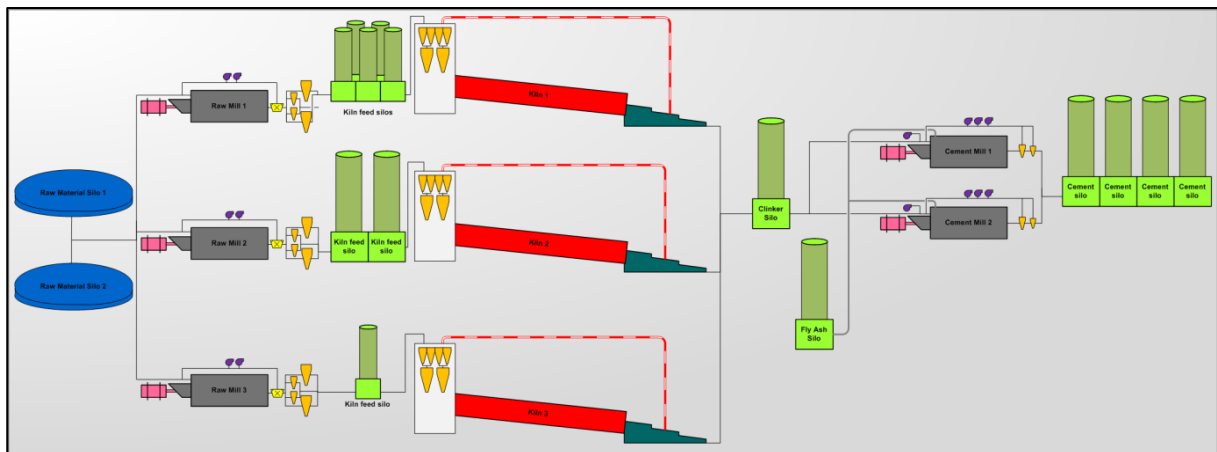 Raw Mill 1
Kiln feed silos
Kiln 1
Raw Material Silo 1
Raw Mill 2
Kiln feed
silo
Kiln feed
silo
Kiln 2
Raw Material Silo 2
Raw Mill 3
Kiln feed silo
Kiln 3
Clinker
Silo
Fly Ash
Silo
Cement Mill 1
Cement Mill 2
Cement
silo
Cement
silo
Cement
silo
Cement
silo